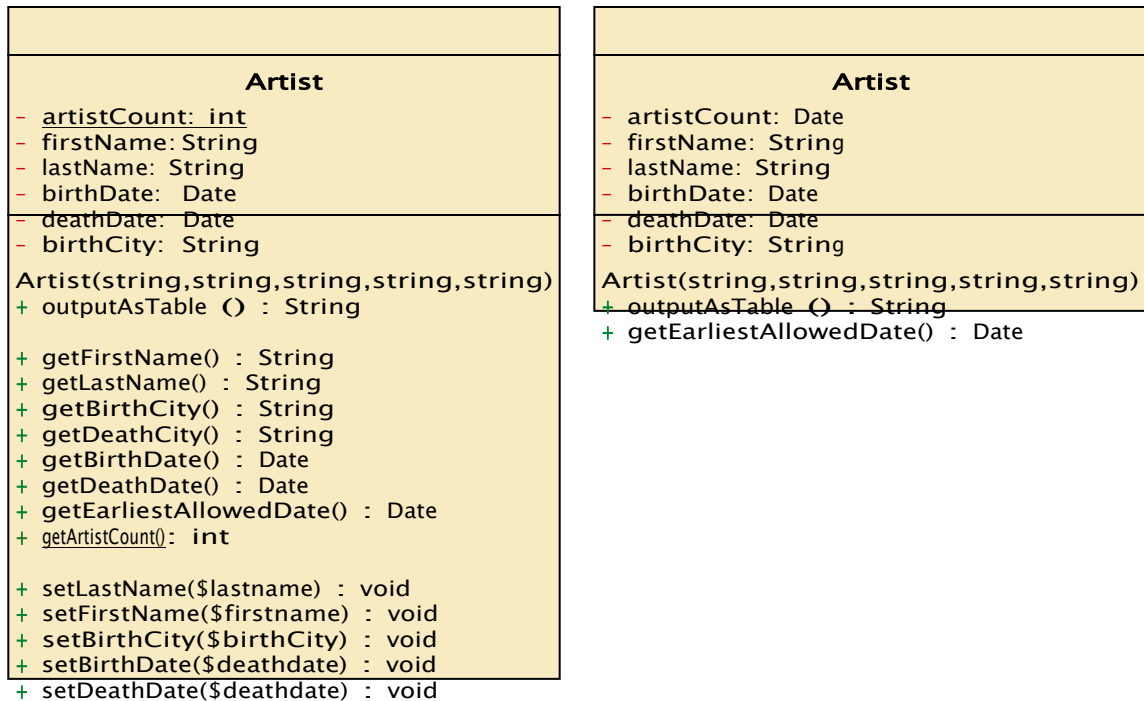 Artist
- artistCount: int
- firstName: String
- lastName: String
- birthDate: Date
- deathDate: Date
- birthCity: String
Artist(string,string,string,string,string)
+ outputAsTable () : String
+ getFirstName() : String
+ getLastName() : String
+ getBirthCity() : String
+ getDeathCity() : String
+ getBirthDate() : Date
+ getDeathDate() : Date
+ getEarliestAllowedDate() : Date
+ getArtistCount(): int
+ setLastName($lastname) : void
+ setFirstName($firstname) : void
+ setBirthCity($birthCity) : void
+ setBirthDate($deathdate) : void
+ setDeathDate($deathdate) : void
Artist
- artistCount: Date
- firstName: String
- lastName: String
- birthDate: Date
- deathDate: Date
- birthCity: String
Artist(string,string,string,string,string)
+ outputAsTable () : String
+ getEarliestAllowedDate() : Date